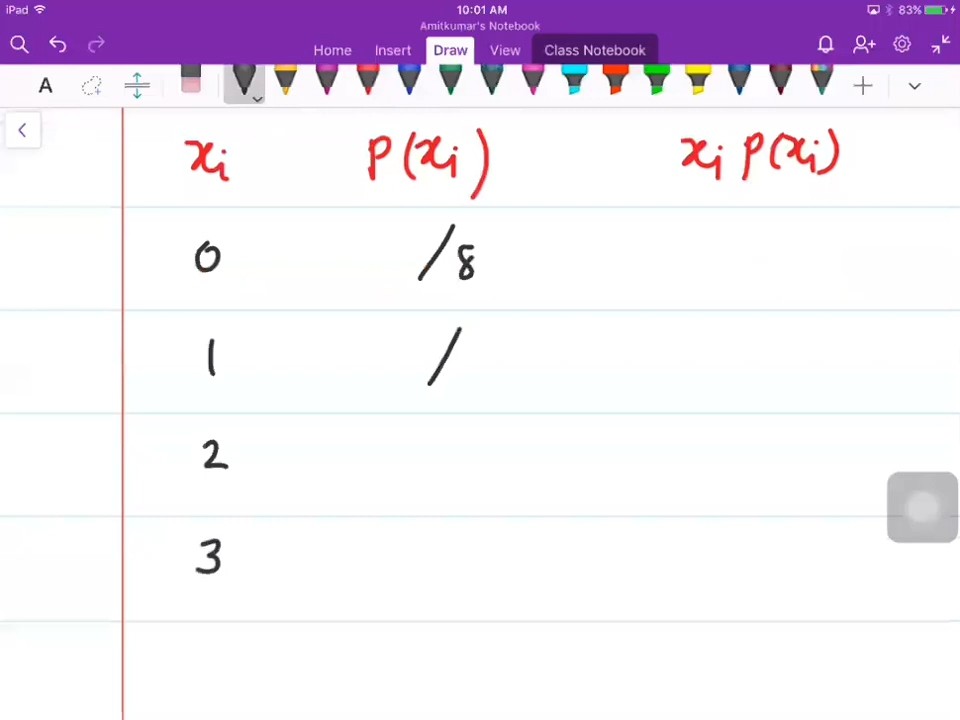 iPad 10:01 AM 83%
Amitkumar's Notebook
Home Insert Draw View Class Notebook
A
xi P(xi) xi P(xi)
0 /8
1 /
2
3